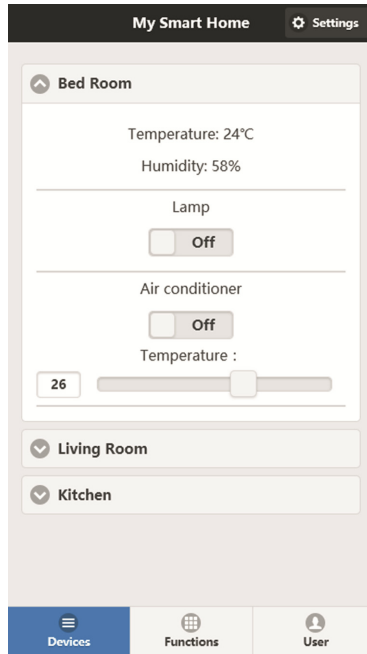 My Smart Home
Settings
Bed Room
Temperature: 24℃
Humidity: 58%
Lamp
Off
Air conditioner
Off
Temperature :
26
Living Room
Kitchen
Devices
Functions
User